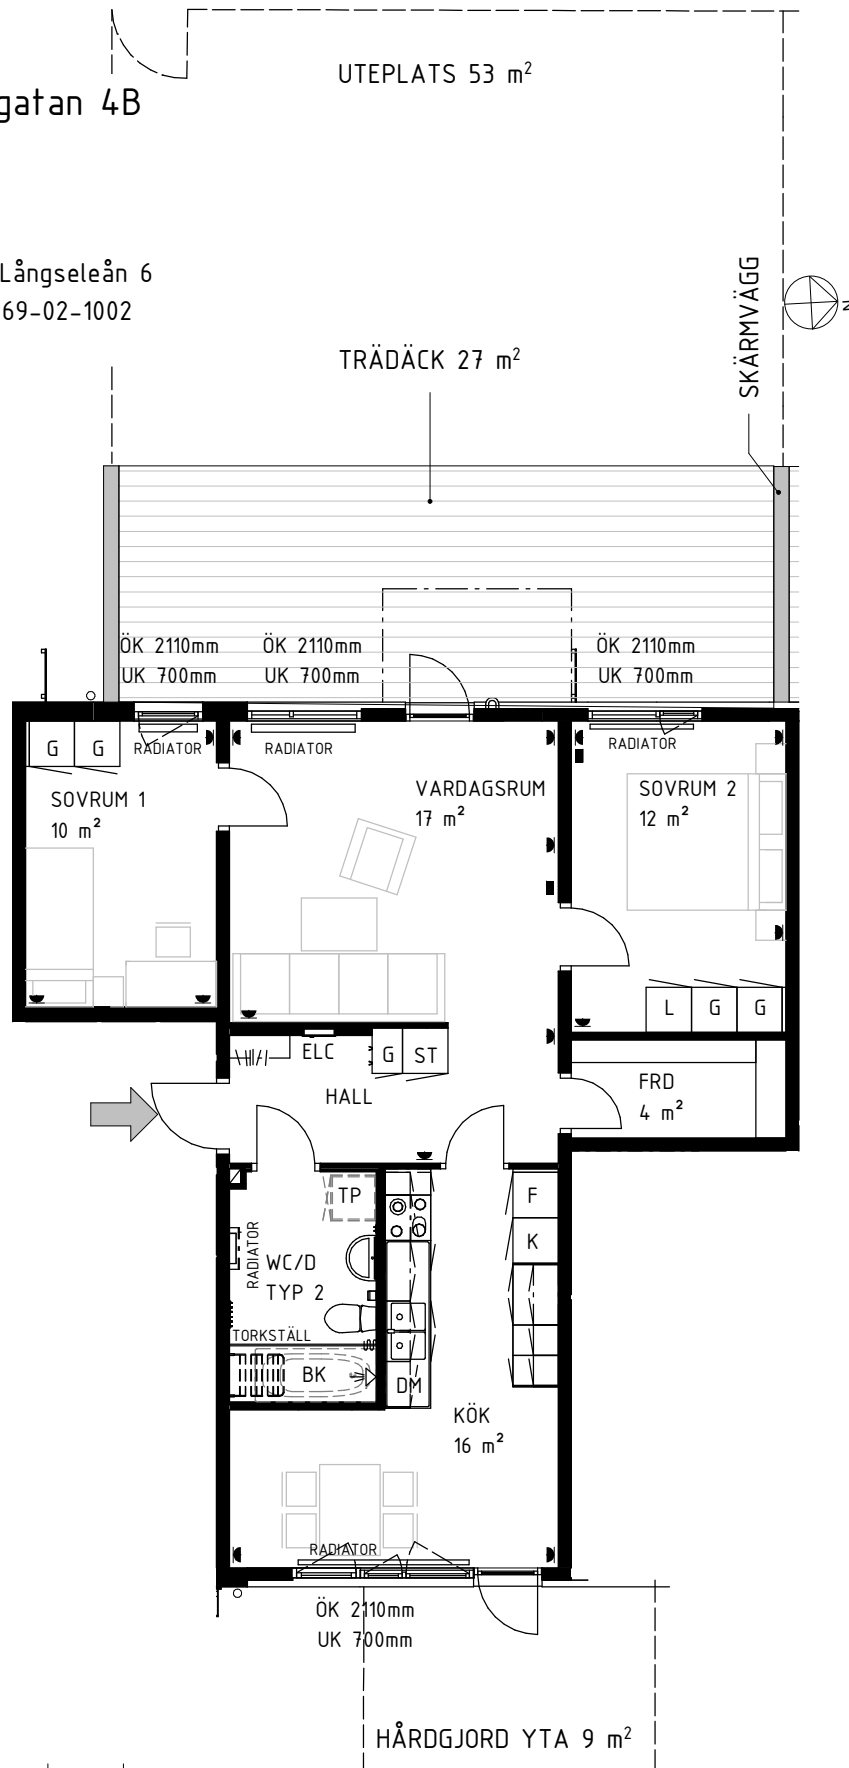 UTEPLATS 53 m²
gatan 4B
Långseleån 6
69-02-1002
SKÄRMVÄGG
N
TRÄDÄCK 27 m²
ÖK 2110mm
UK 700mm
ÖK 2110mm
UK 700mm
ÖK 2110mm
UK 700mm
G
G
RADIATOR
RADIATOR
RADIATOR
SOVRUM 1
10 m²
VARDAGSRUM
17 m²
SOVRUM 2
12 m²
L
G
G
ELC
G
ST
HALL
FRD
4 m²
TP
F
K
RADIATOR
WC/D
TYP 2
TORKSTÄLL
BK
DM
KÖK
16 m²
RADIATOR
ÖK 2110mm
UK 700mm
HÅRDGJORD YTA 9 m²